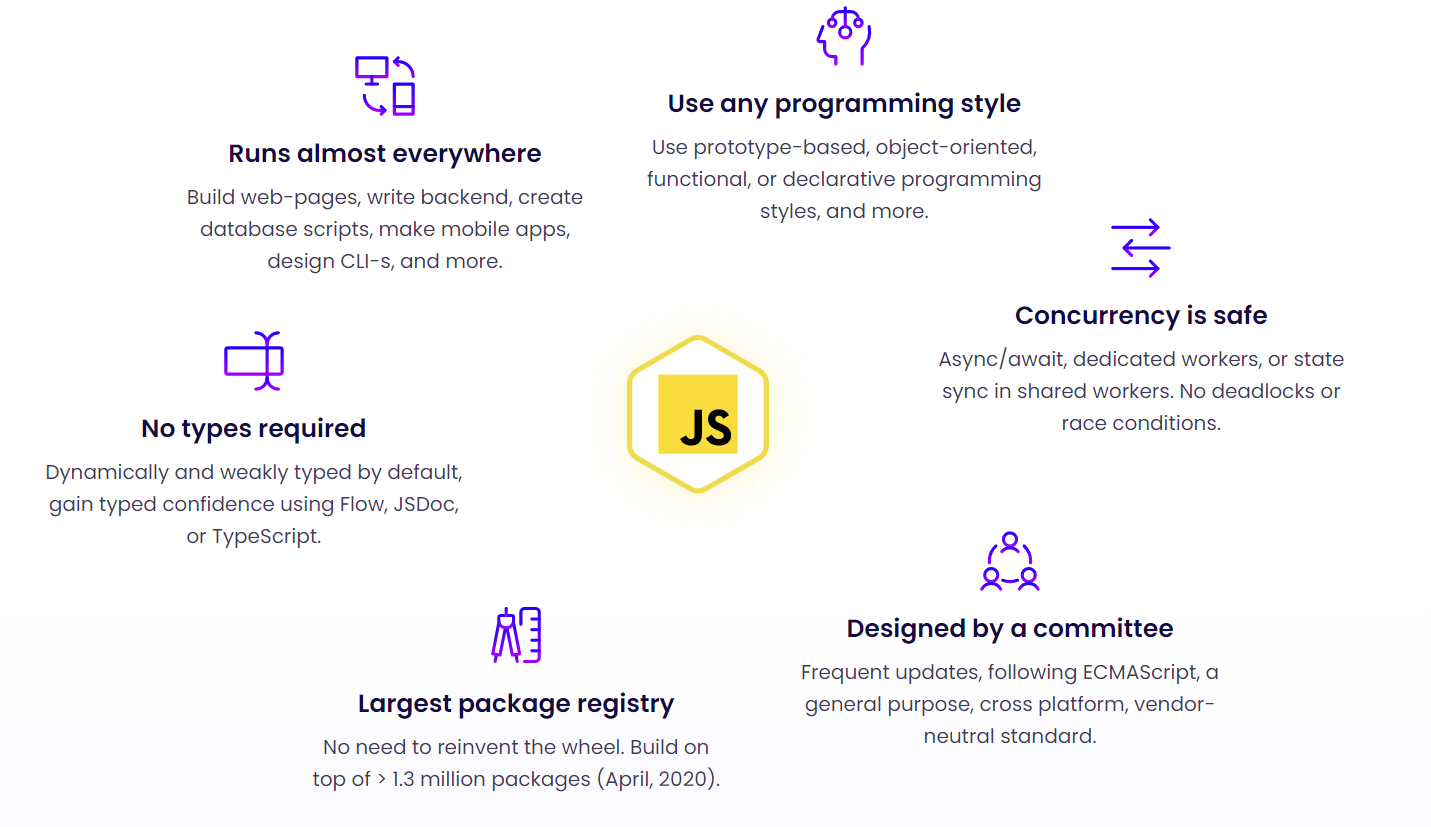 Use any programming style
Use prototype-based, object-oriented,
functional, or declarative programming
styles, and more.
Runs almost everywhere
Build web-pages, write backend, create
database scripts, make mobile apps,
design CLI-s, and more.
Concurrency is safe
Async/await, dedicated workers, or state
sync in shared workers. No deadlocks or
race conditions.
No types required
Dynamically and weakly typed by default,
gain typed confidence using Flow, JSDoc,
or TypeScript.
JS
Designed by a committee
Frequent updates, following ECMAScript, a
general purpose, cross platform, vendor-
neutral standard.
Largest package registry
No need to reinvent the wheel. Build on
top of > 1.3 million packages (April, 2020).